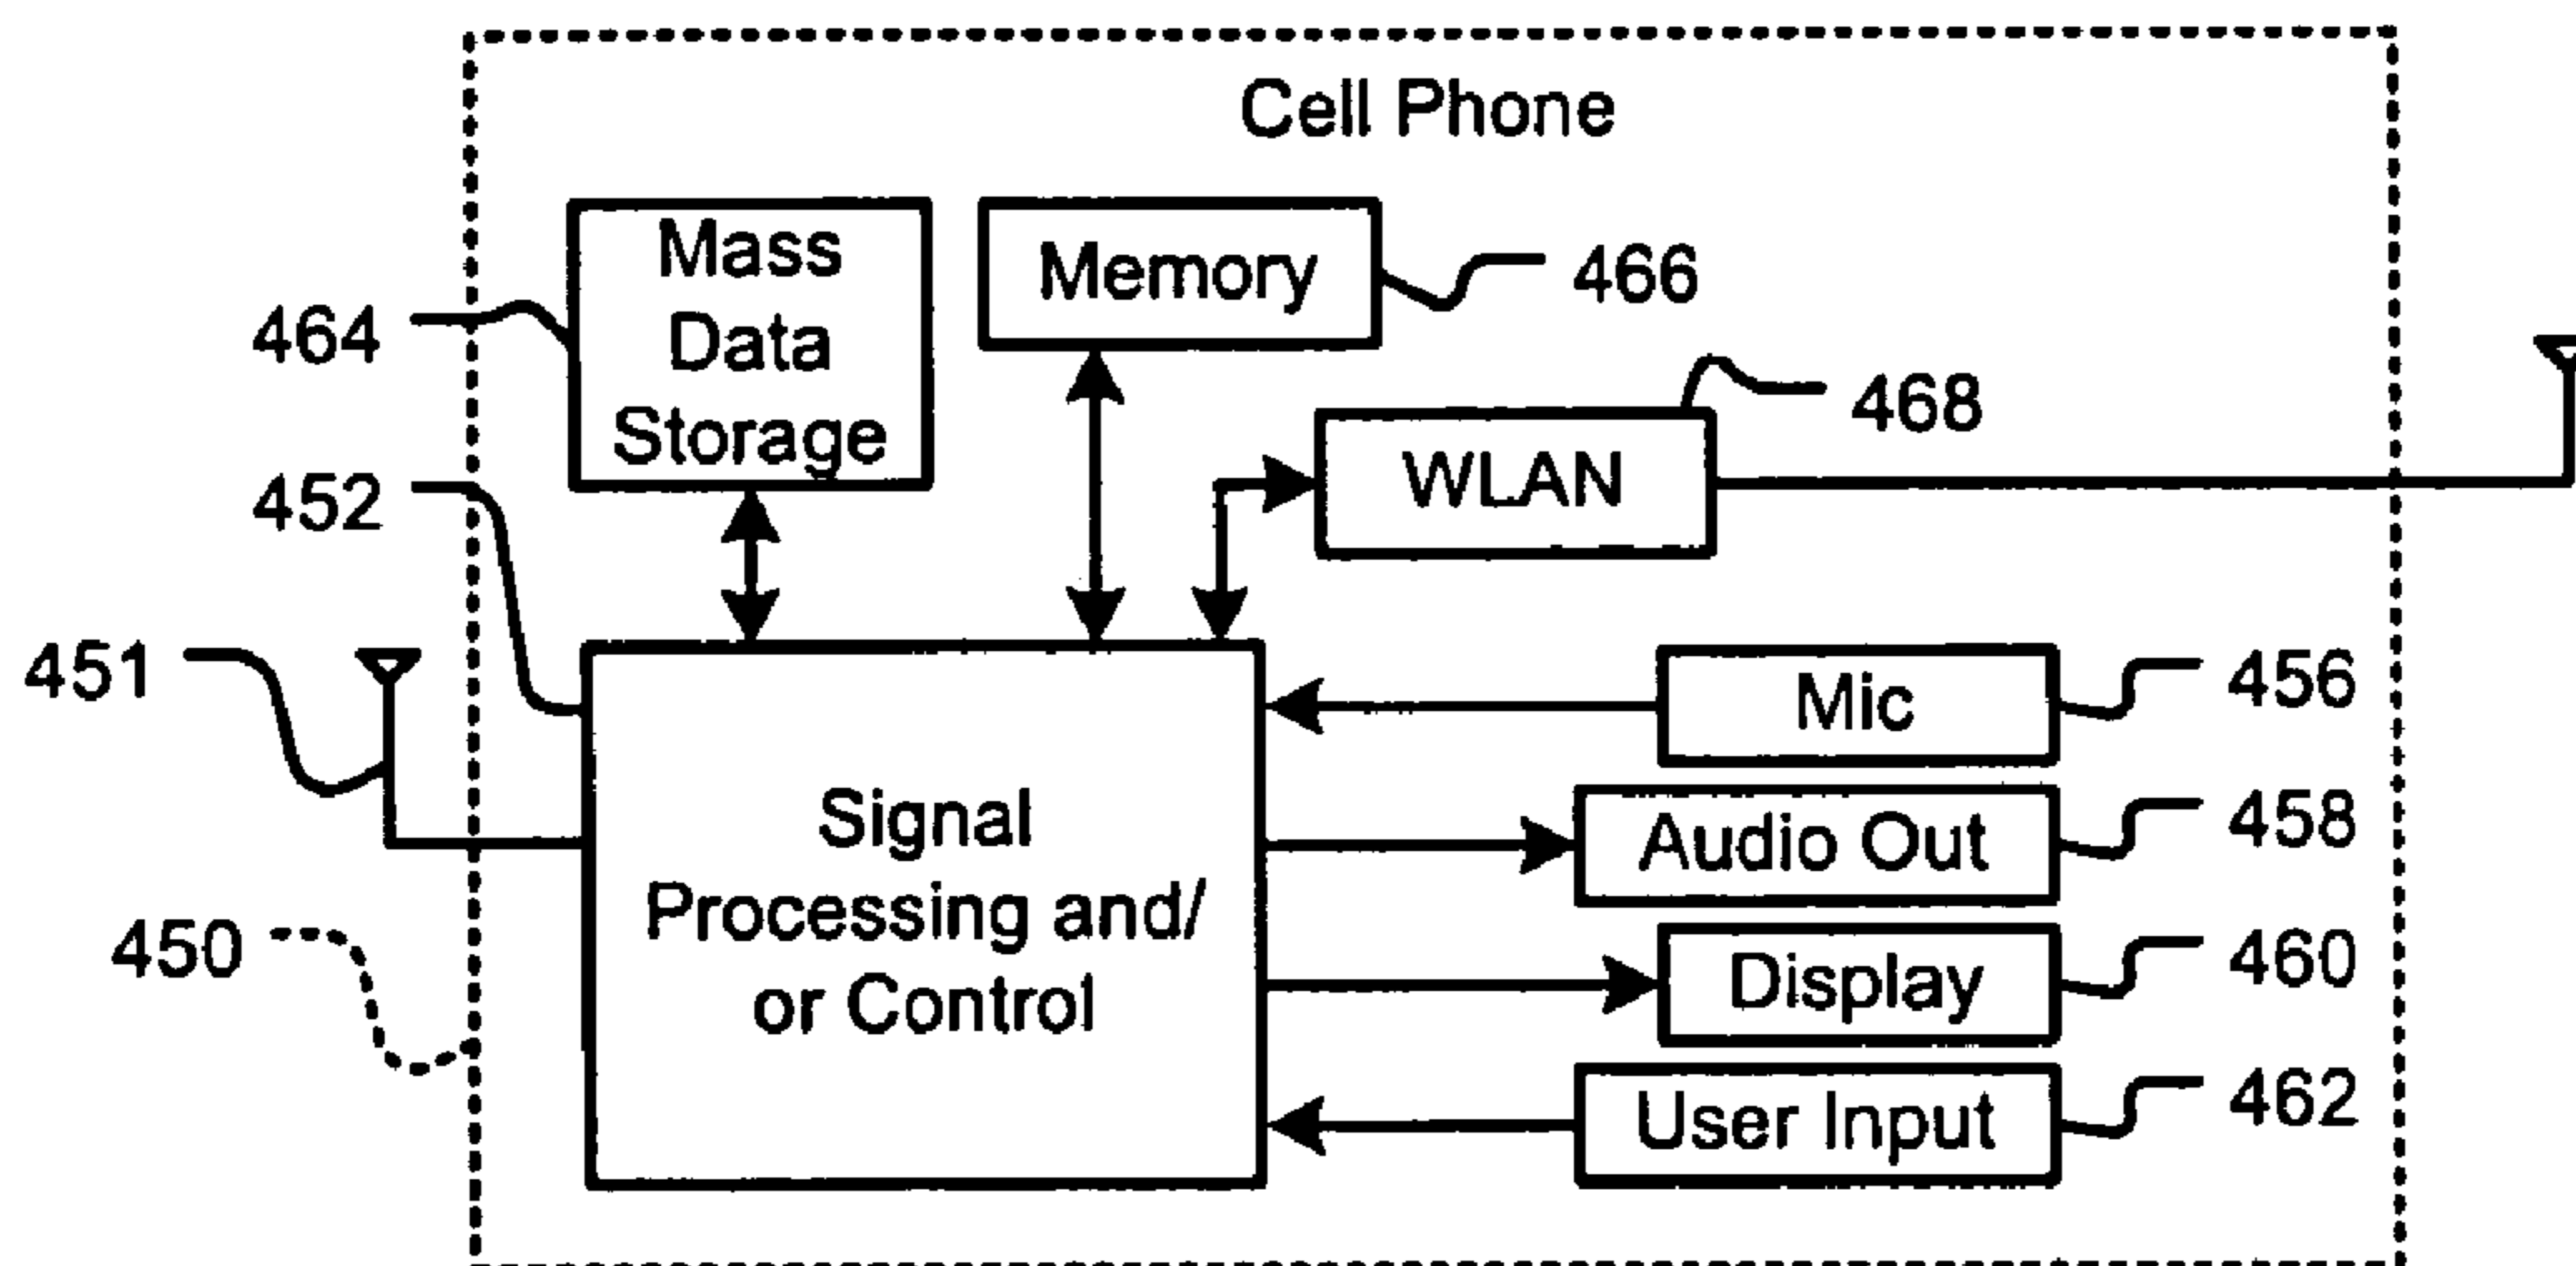 Cell Phone
Mass
Data
Storage
Memory
466
464
WLAN
468
452
451
Mic
456
Signal
Processing and/
or Control
Audio Out
458
450
Display
460
User Input
462